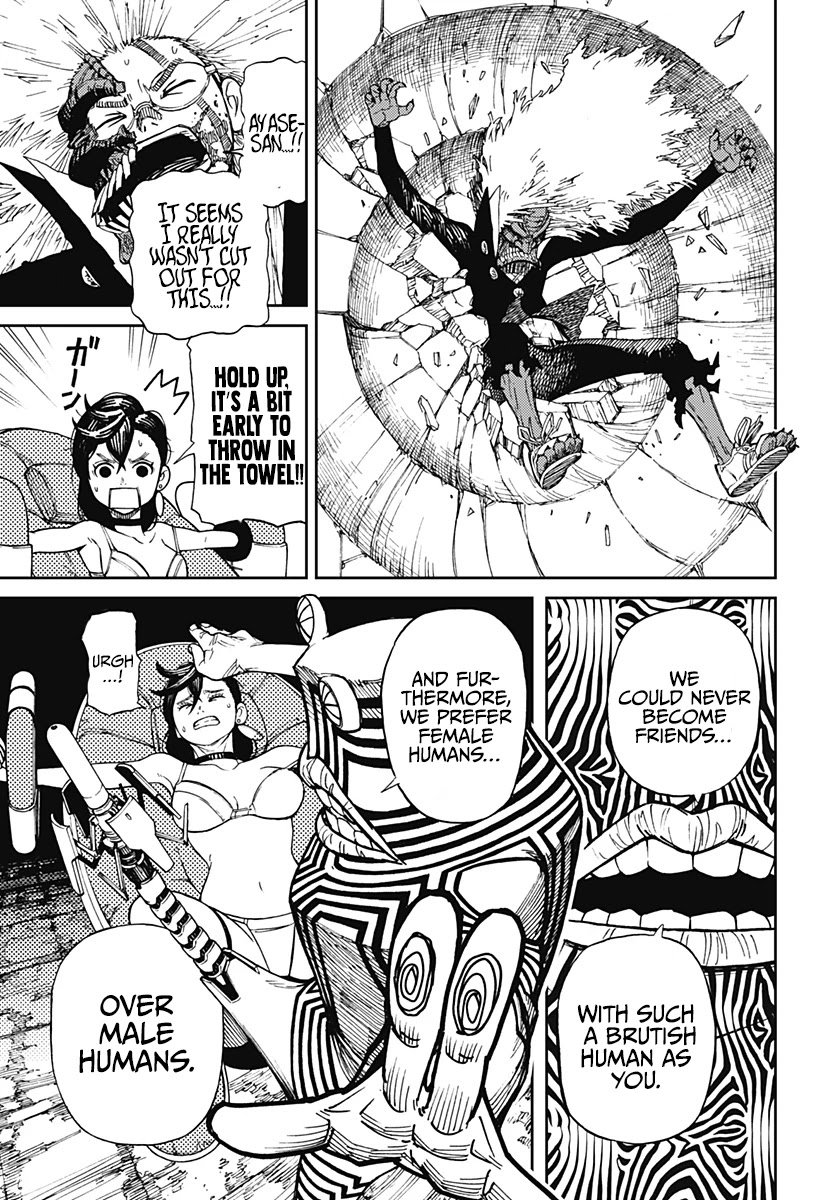 AYASE-
SAN...!!
IT SEEMS
I REALLY
WASN'T CUT
OUT FOR
THIS...!!
ガーン
HOLD UP,
IT'S A BIT
EARLY TO
THROW IN
THE TOWEL!!
WE
COULD NEVER
BECOME
FRIENDS...
WITH SUCH
A BRUTISH
HUMAN AS
YOU.
AND FUR-
THERMORE,
WE PREFER
FEMALE
HUMANS...
URGH
...!
OVER
MALE
HUMANS.